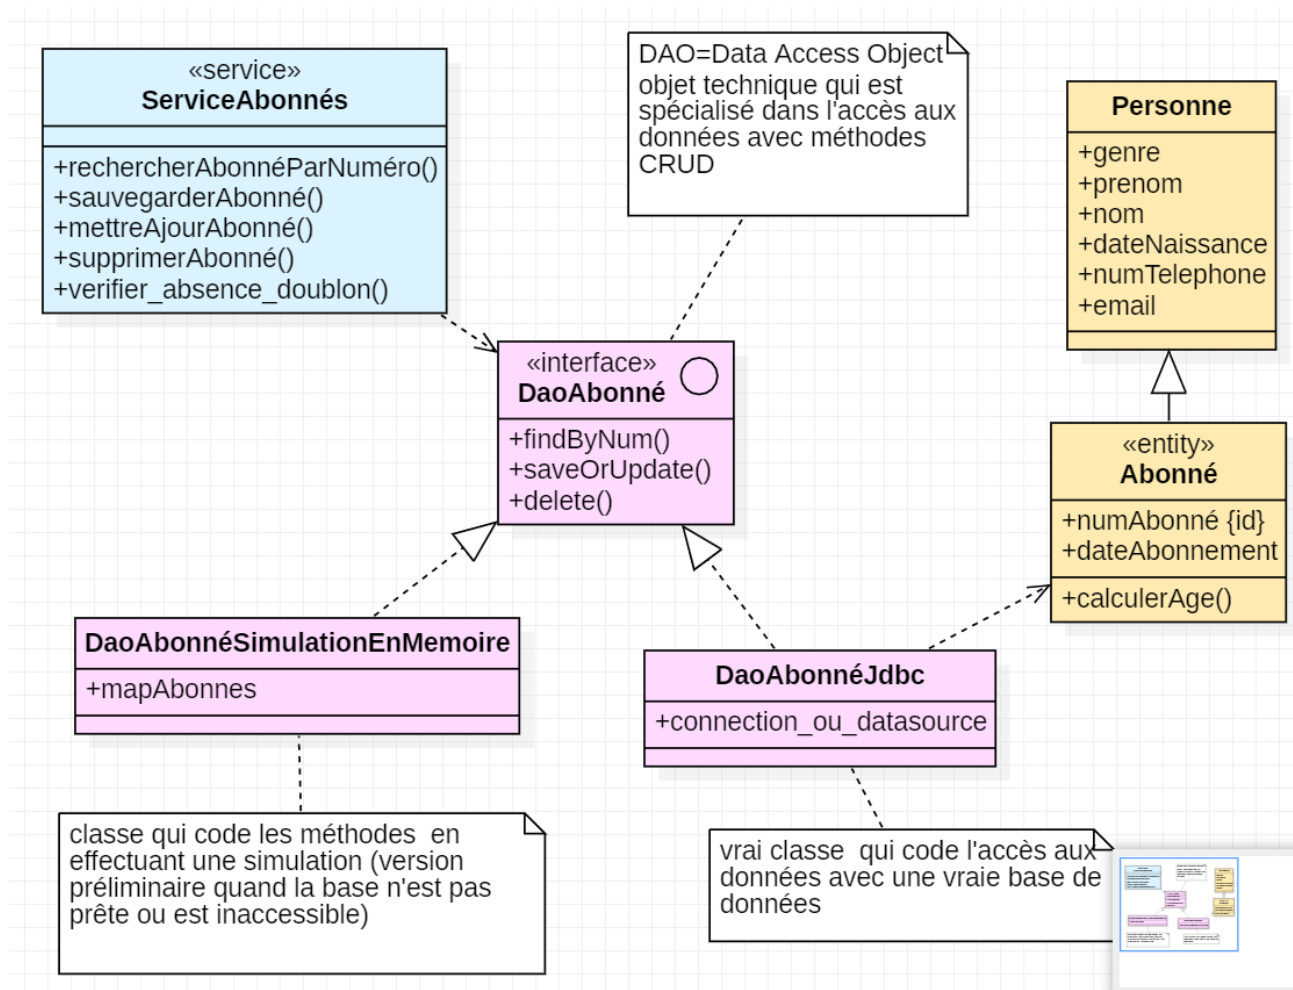 «service»
ServiceAbonnés
+rechercherAbonnéParNuméro()
+sauvegarderAbonné()
+mettreAjourAbonné()
+supprimerAbonné()
+verifier_absence_doublon()
DAO=Data Access Object
objet technique qui est
spécialisé dans l'accès aux
données avec méthodes
CRUD
Personne
+genre
+prenom
+nom
+dateNaissance
+numTelephone
+email
«interface»
DaoAbonné
+findByNum()
+saveOrUpdate()
+delete()
«entity»
Abonné
+numAbonné {id}
+dateAbonnement
+calculerAge()
DaoAbonnéSimulationEnMemoire
+mapAbonnes
DaoAbonnéJdbc
+connection_ou_datasource
classe qui code les méthodes  en
effectuant une simulation (version
préliminaire quand la base n'est pas
prête ou est inaccessible)
vrai classe  qui code l'accès aux
données avec une vraie base de
données